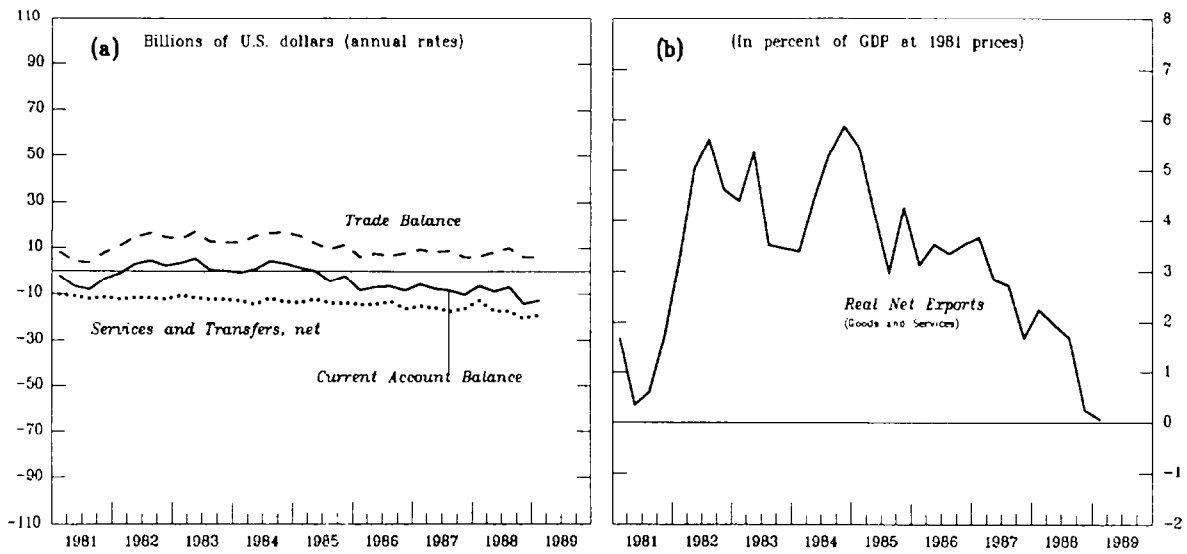 110
90
70
50
30
10
-10
-30
-50
-70
-90
-110
(a)
Billions of U.S. dollars (annual rates)
Trade Balance
Services and Transfers, net
Current Account Balance
1981 1982 1983 1984 1985 1986 1987 1988 1989
(b)
(In percent of GDP at 1981 prices)
Real Net Exports
(Goods and Services)
8
7
6
5
4
3
2
1
0
-1
-2
1981 1982 1983 1984 1985 1986 1987 1988 1989